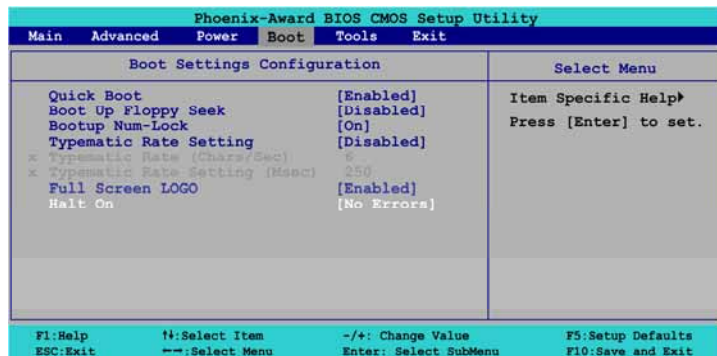 Phoenix-Award BIOS CMOS Setup Utility
Main Advanced Power Boot Tools Exit
Boot Settings Configuration
Select Menu
Quick Boot [Enabled]
Boot Up Floppy Seek [Disabled]
Bootup Num-Lock [On]
Typematic Rate Setting [Disabled]
x Typematic Rate (Chars/Sec) 6
x Typematic Rate Setting (Msec) 250
Full Screen LOGO [Enabled]
Halt On [No Errors]
Item Specific Help
Press [Enter] to set.
F1:Help ↑↓:Select Item -/+: Change Value F5:Setup Defaults
ESC:Exit ←→:Select Menu Enter: Select SubMenu F10:Save and Exit